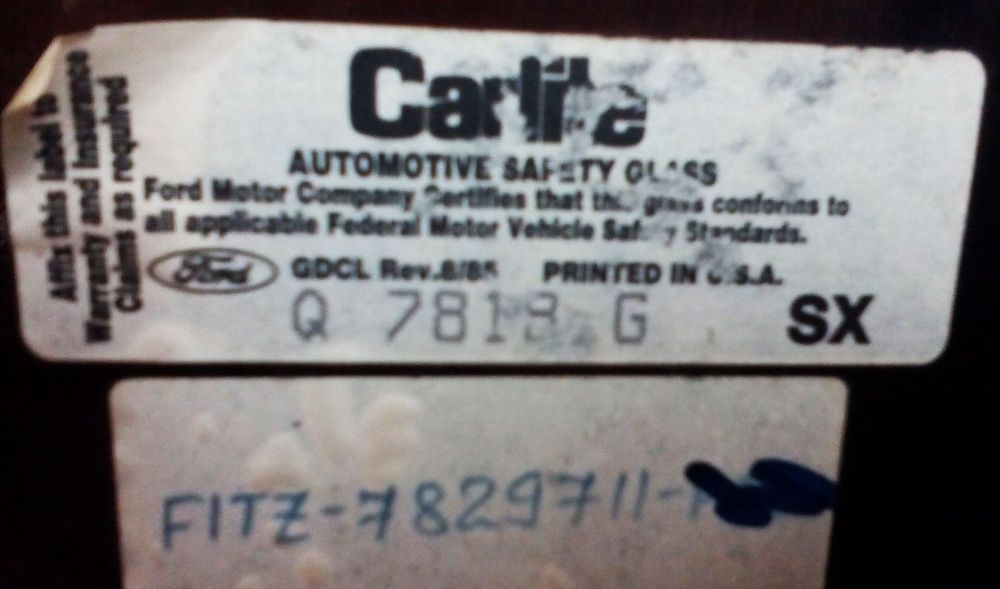 Affix this label to
Warranty and Insurance
Claims as required
Carlite
AUTOMOTIVE SAFETY GLASS
Ford Motor Company Certifies that this glass conforms to
all applicable Federal Motor Vehicle Safety Standards.
Ford GDCL Rev.8/85 PRINTED IN U.S.A.
Q 7818 G SX
FITZ-7829711-